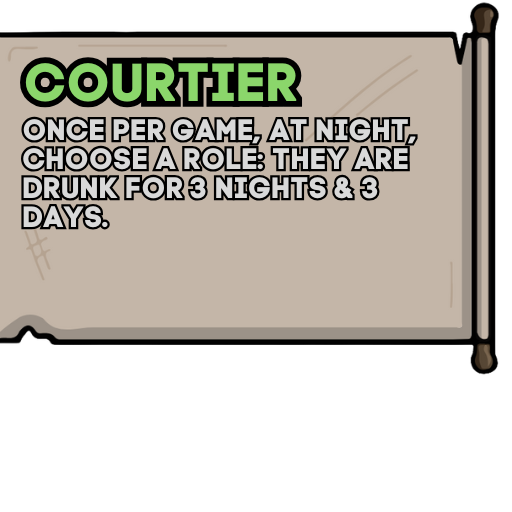 COURTIER
ONCE PER GAME, AT NIGHT,
CHOOSE A ROLE: THEY ARE
DRUNK FOR 3 NIGHTS & 3
DAYS.